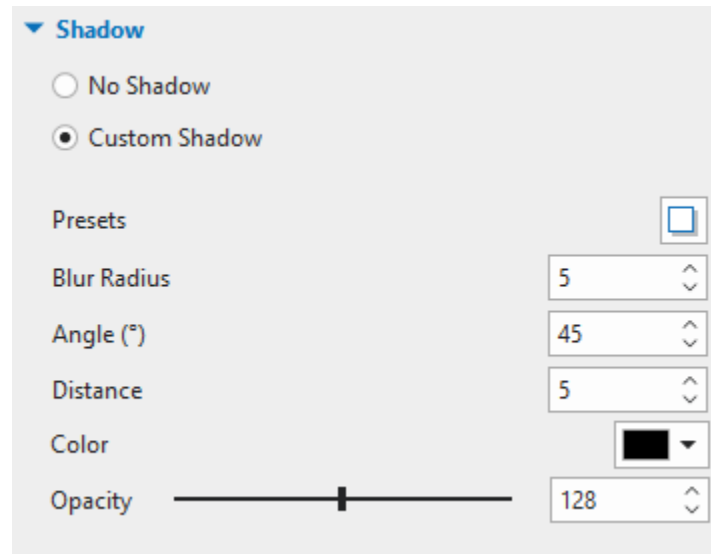 Shadow
No Shadow
Custom Shadow
Presets
Blur Radius 5
Angle (°) 45
Distance 5
Color
Opacity 128